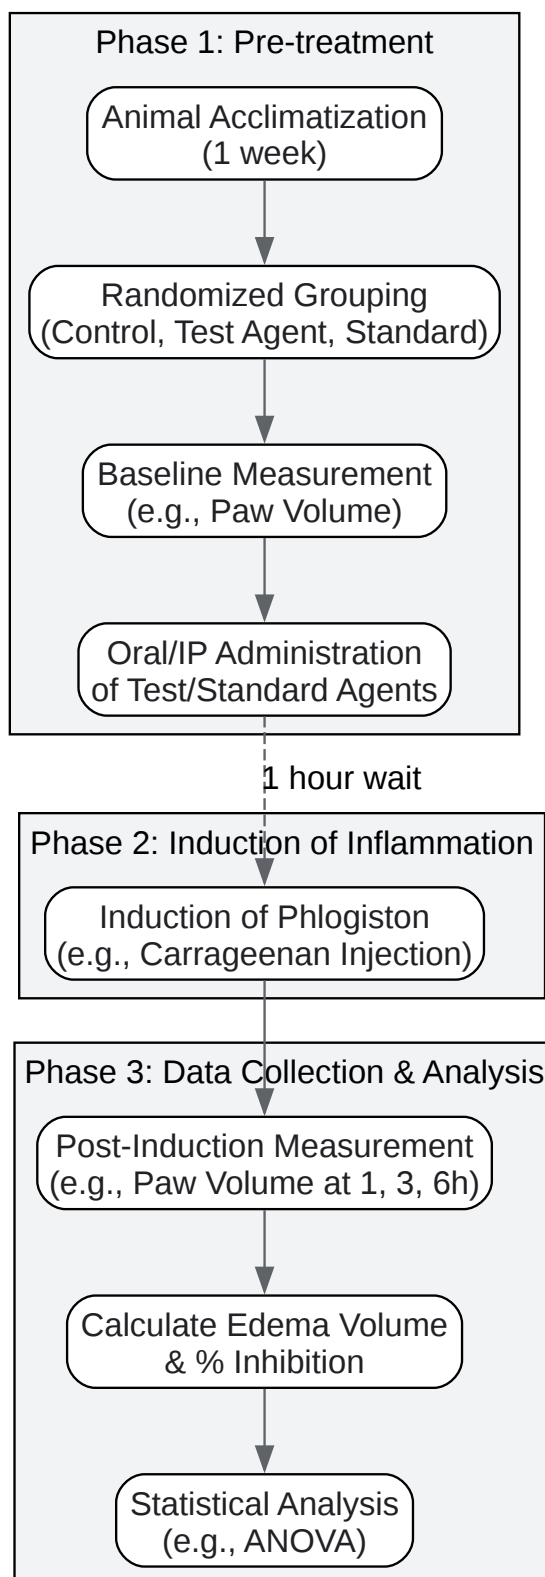 Phase 1: Pre-treatment
Animal Acclimatization
(1 week)
Randomized Grouping
(Control, Test Agent, Standard)
Baseline Measurement
(e.g., Paw Volume)
Oral/IP Administration
of Test/Standard Agents
1 hour wait
Phase 2: Induction of Inflammation
Induction of Phlogiston
(e.g., Carrageenan Injection)
Phase 3: Data Collection & Analysis
Post-Induction Measurement
(e.g., Paw Volume at 1, 3, 6h)
Calculate Edema Volume
& % Inhibition
Statistical Analysis
(e.g., ANOVA)